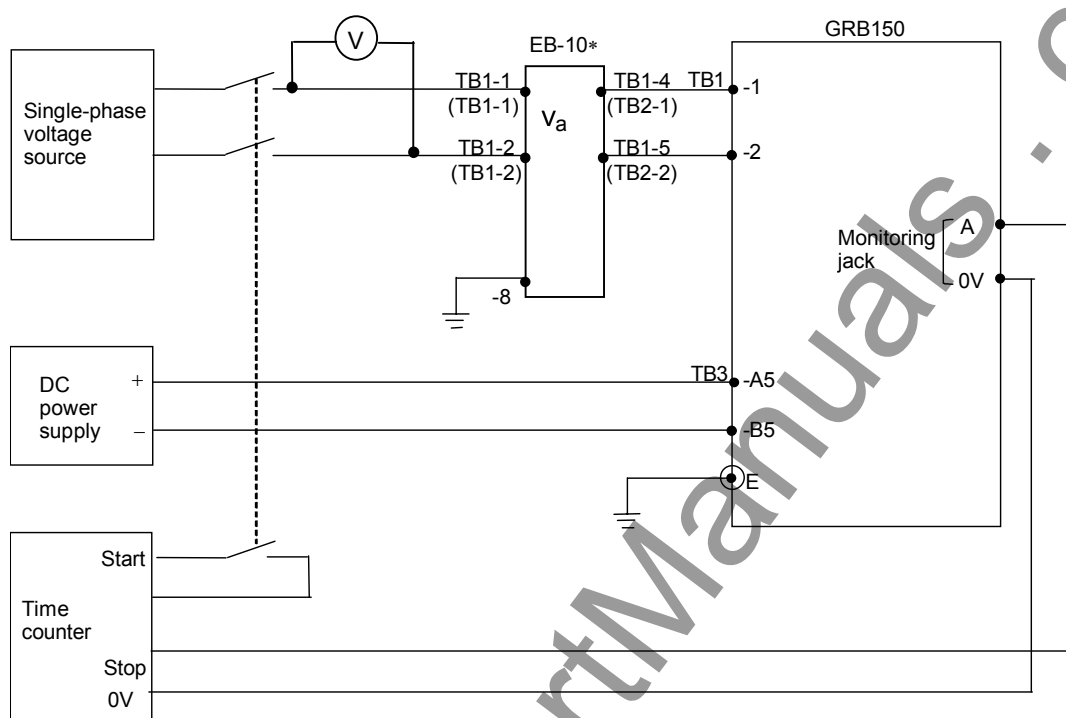 GRB150
V
EB-10*
Single-phase
voltage
source
TB1-1
(TB1-1)
TB1-4
(TB2-1)
TB1
-1
Va
TB1-2
(TB1-2)
TB1-5
(TB2-2)
-2
Monitoring
jack
A
0V
-8
DC
power
supply
+
−
TB3
-A5
-B5
E
Start
Time
counter
Stop
0V
rtManuals .